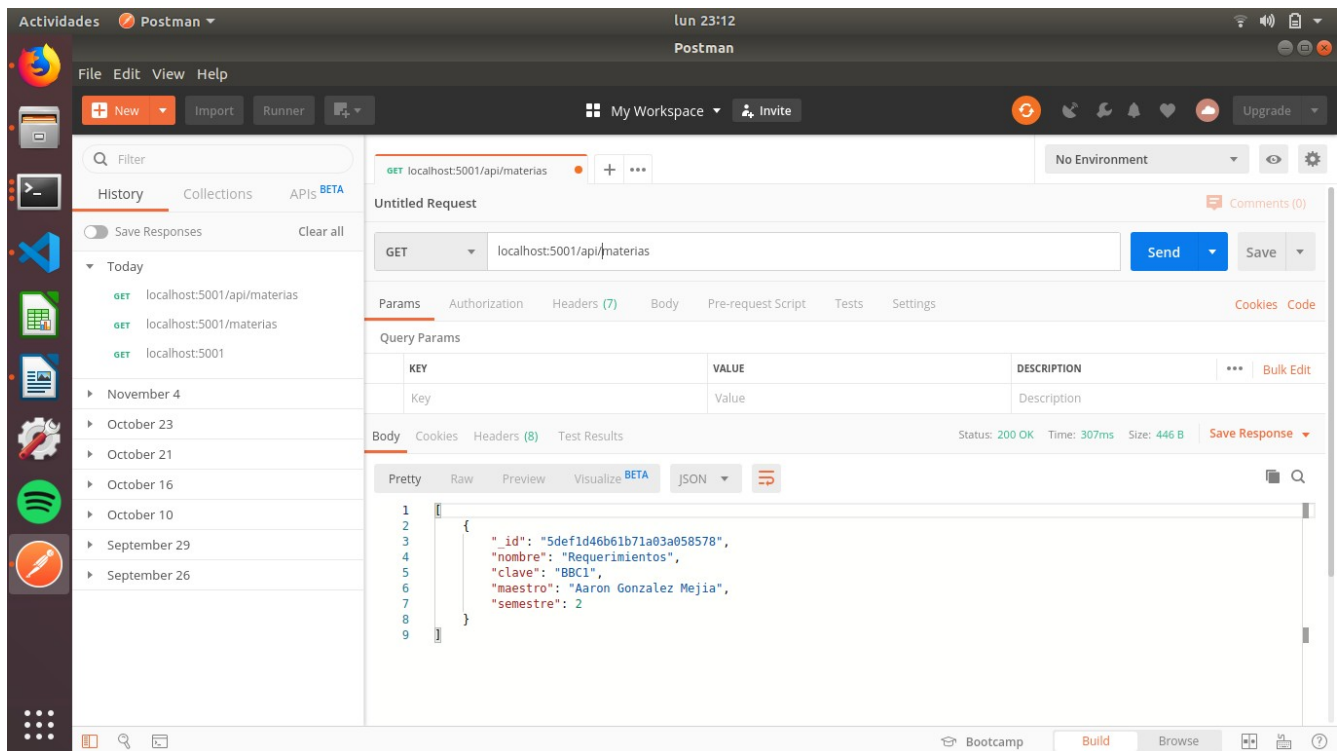 Actividades Postman lun 23:12
Postman
File Edit View Help
New Import Runner My Workspace Invite Upgrade
Filter
History Collections APIs BETA
Save Responses Clear all
Today
GET localhost:5001/api/materias
GET localhost:5001/materias
GET localhost:5001
November 4
October 23
October 21
October 16
October 10
September 29
September 26
GET localhost:5001/api/materias
No Environment
Untitled Request Comments (0)
GET localhost:5001/api/materias Send Save
Params Authorization Headers (7) Body Pre-request Script Tests Settings Cookies Code
Query Params
KEY VALUE DESCRIPTION Bulk Edit
Key Value Description
Body Cookies Headers (8) Test Results Status: 200 OK Time: 307ms Size: 446 B Save Response
Pretty Raw Preview Visualize BETA JSON
1 [
2 {
3 "_id": "5def1d46b61b71a03a058578",
4 "nombre": "Requerimientos",
5 "clave": "BBC1",
6 "maestro": "Aaron Gonzalez Mejia",
7 "semestre": 2
8 }
9 ]
Bootcamp Build Browse